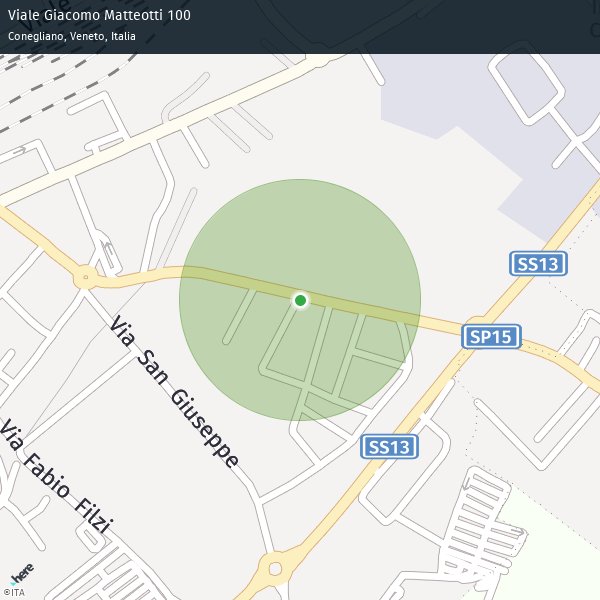 Viale Giacomo Matteotti 100
Conegliano, Veneto, Italia
SS13
SP15
Via San Giuseppe
SS13
Via Fabio Filzi
here
©ITA